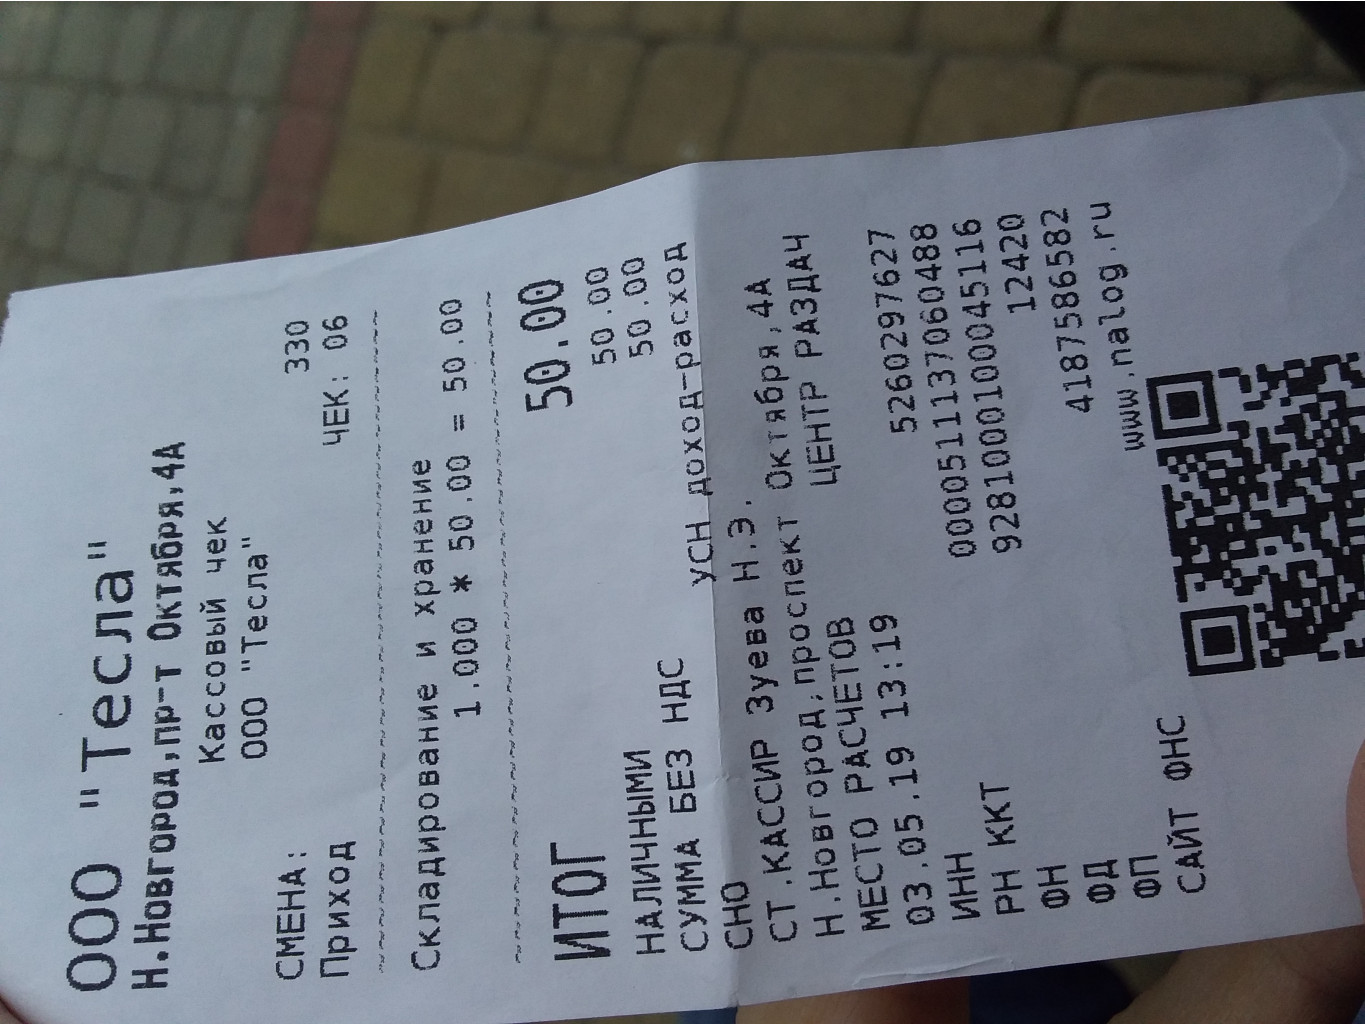 ООО "Тесла"
Н.Новгород,пр-т Октября,4А
Кассовый чек
ООО "Тесла"
СМЕНА: 330
Приход ЧЕК: 06
Складирование и хранение
1.000 * 50.00 = 50.00
ИТОГ 50.00
НАЛИЧНЫМИ 50.00
СУММА БЕЗ НДС 50.00
СНО УСН доход-расход
СТ.КАССИР Зуева Н.Э.
Н.Новгород,проспект Октября,4А
МЕСТО РАСЧЕТОВ ЦЕНТР РАЗДАЧ
03.05.19 13:19
ИНН 5260297627
РН ККТ 0000511137060488
ФН 9281000100045116
ФД 12420
ФП 4187586582
САЙТ ФНС www.nalog.ru